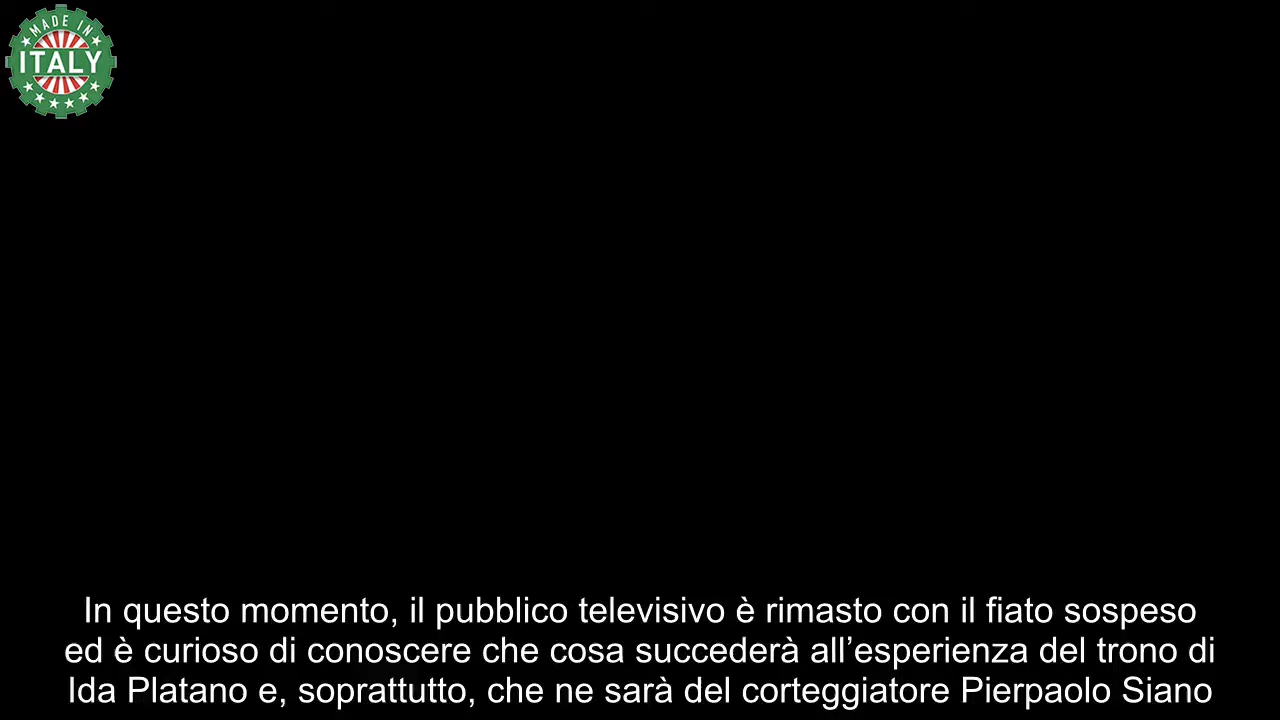 MADE IN
ITALY
In questo momento, il pubblico televisivo è rimasto con il fiato sospeso
ed è curioso di conoscere che cosa succederà all’esperienza del trono di
Ida Platano e, soprattutto, che ne sarà del corteggiatore Pierpaolo Siano